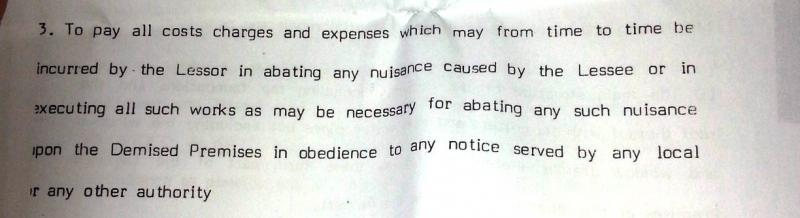 3. To pay all costs charges and expenses which may from time to time be
incurred by the Lessor in abating any nuisance caused by the Lessee or in
executing all such works as may be necessary for abating any such nuisance
upon the Demised Premises in obedience to any notice served by any local
or any other authority